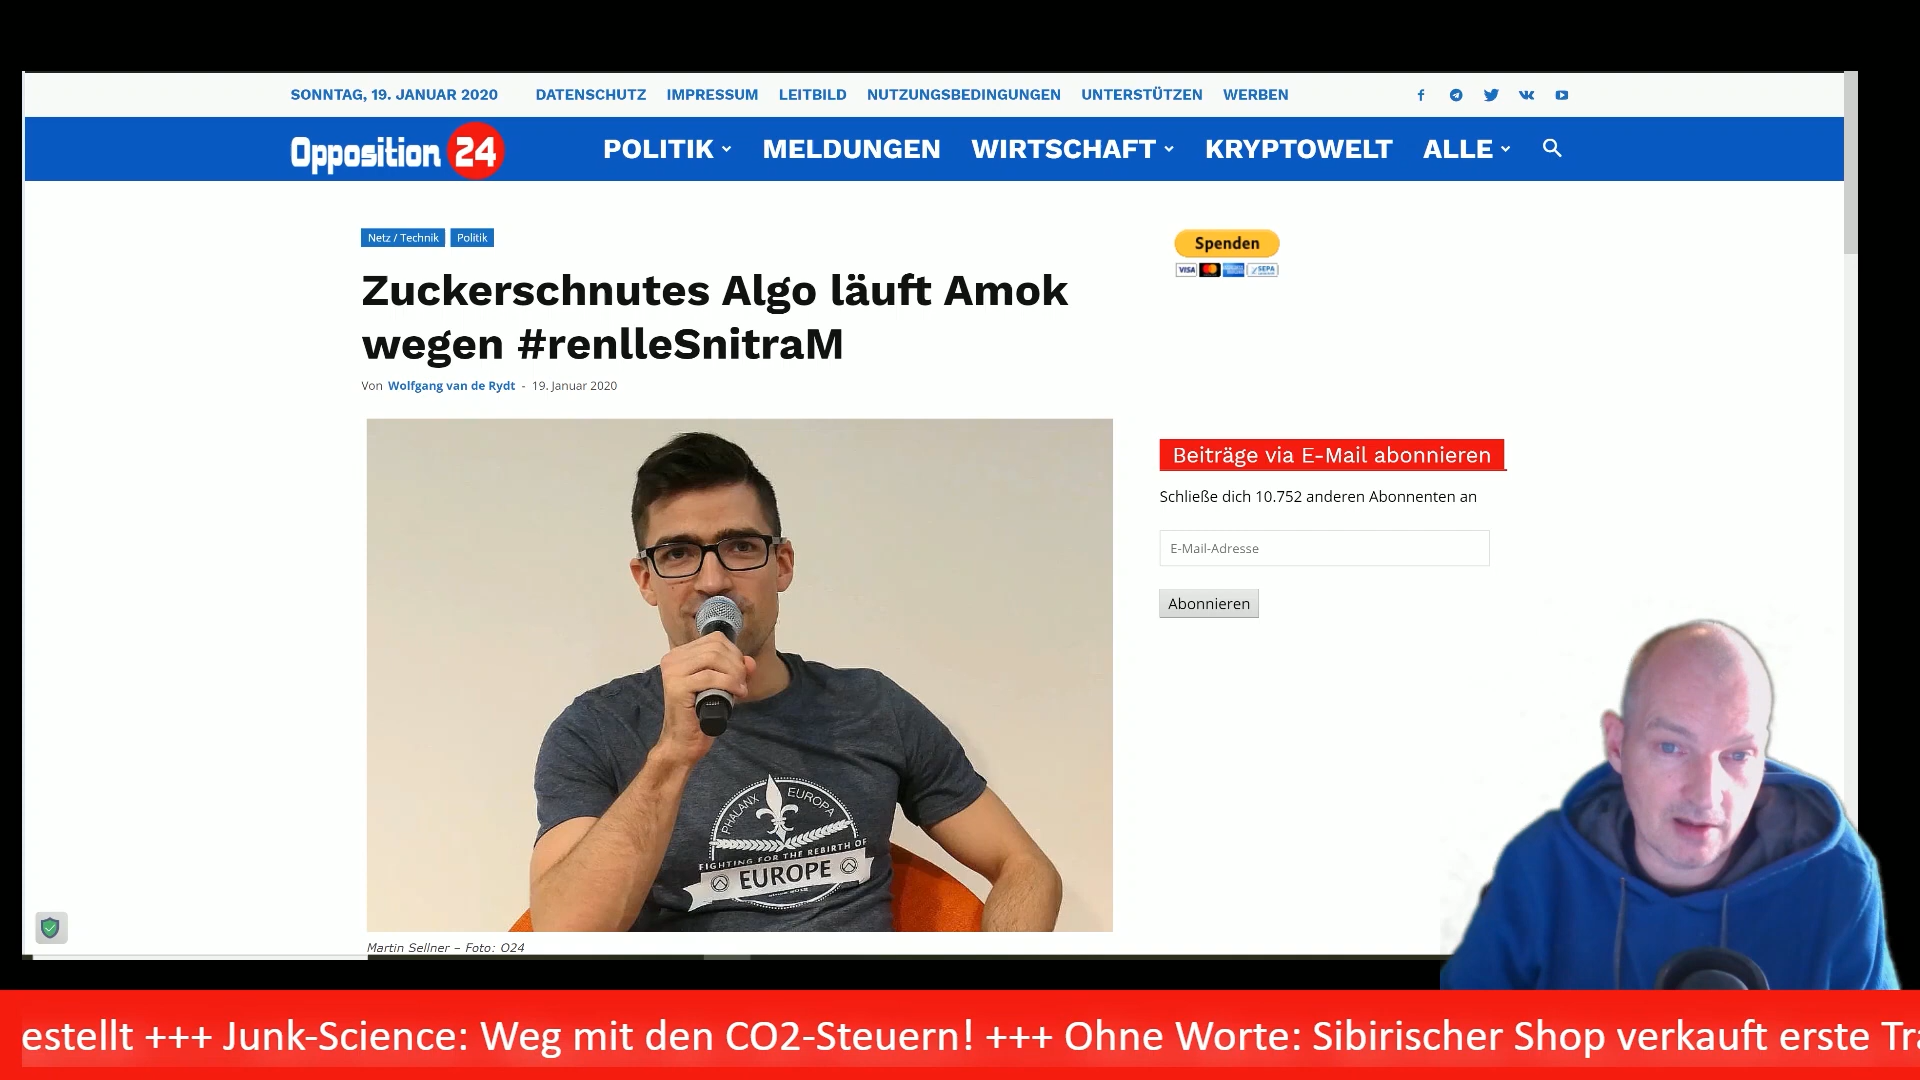 SONNTAG, 19. JANUAR 2020 DATENSCHUTZ IMPRESSUM LEITBILD NUTZUNGSBEDINGUNGEN UNTERSTÜTZEN WERBEN
Opposition 24 POLITIK MELDUNGEN WIRTSCHAFT KRYPTOWELT ALLE
Netz / Technik Politik
Zuckerschnutes Algo läuft Amok
wegen #renlleSnitraM
Von Wolfgang van de Rydt - 19. Januar 2020
Spenden
VISA SEPA
Beiträge via E-Mail abonnieren
Schließe dich 10.752 anderen Abonnenten an
E-Mail-Adresse
Abonnieren
PHALANX EUROPA
FIGHTING FOR THE REBIRTH OF
EUROPE
Martin Sellner – Foto: O24
estellt +++ Junk-Science: Weg mit den CO2-Steuern! +++ Ohne Worte: Sibirischer Shop verkauft erste Tra